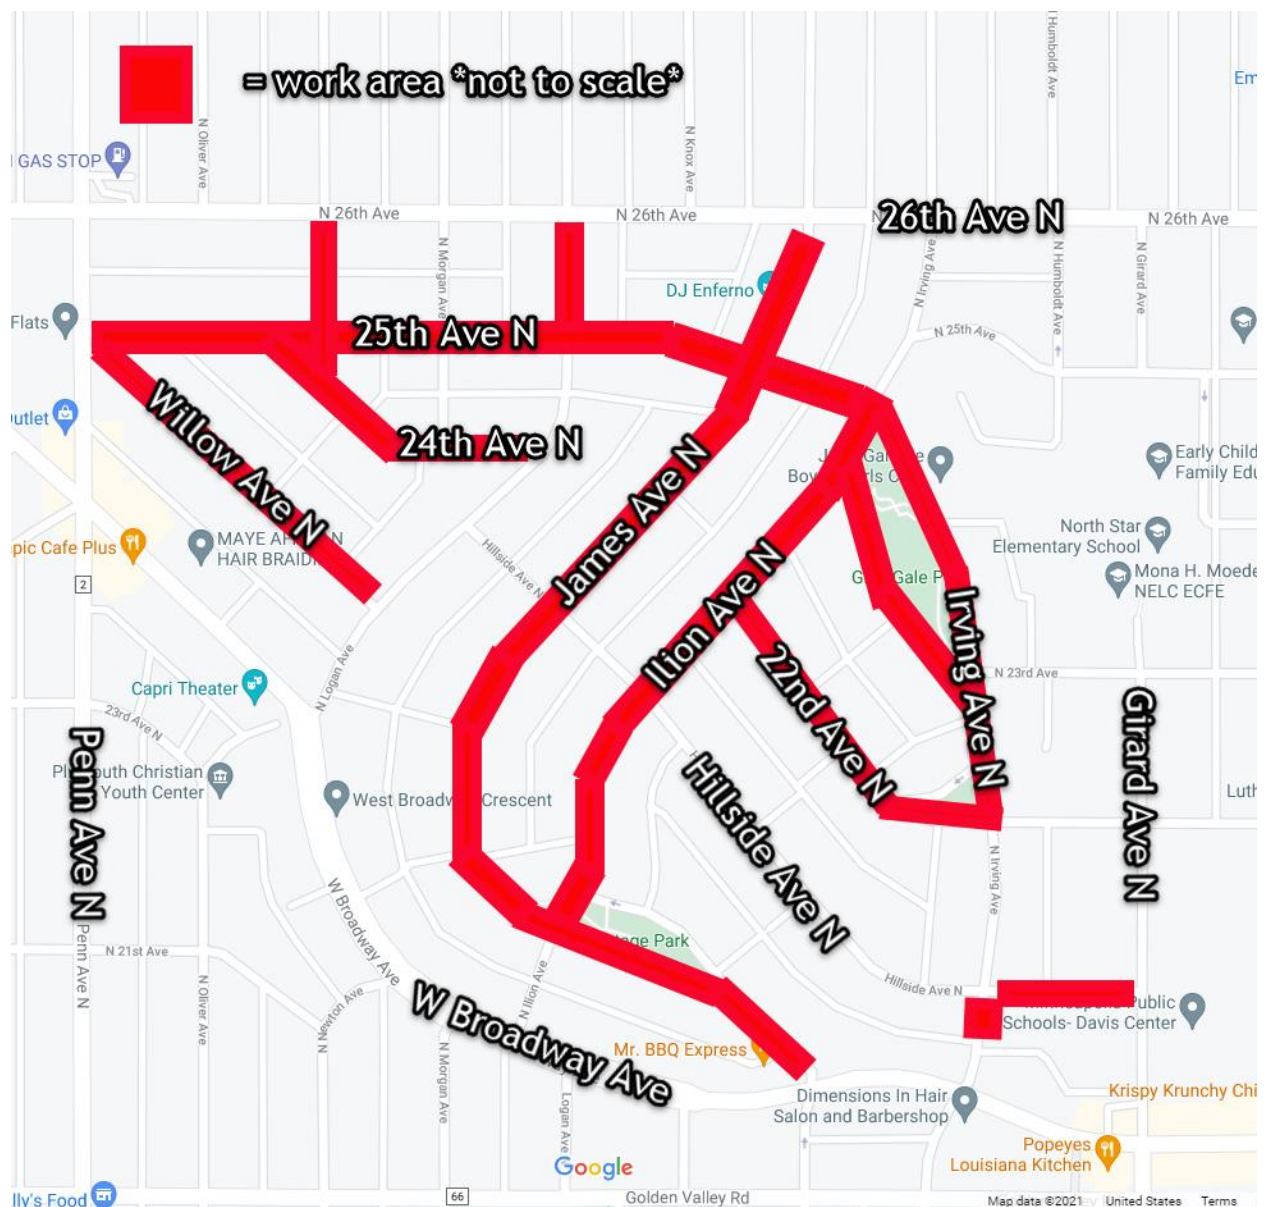 = work area *not to scale*
Em
N Oliver Ave
N Knox Ave
N Humboldt Ave
GAS STOP
N 26th Ave
N 26th Ave
26th Ave N
N 26th Ave
N Morgan Ave
N Irving Ave
N Humboldt Ave
N Girard Ave
DJ Enferno
Flats
25th Ave N
N 25th Ave
Willow Ave N
24th Ave N
James Ave N
Early Child
Family Edu
North Star
Elementary School
MAYE
HAIR BRAIDI
pic Cafe Plus
Hillside Ave N
Ilion Ave N
Mona H. Moede
NELC ECFE
2
Irving Ave N
22nd Ave N
N Logan Ave
N 23rd Ave
Capri Theater
23rd Ave N
Penn Ave N
Girard Ave N
Youth Center
Christian
Hillside Ave N
West Broadw Crescent
Luth
W Broadway Ave
N Irving Ave
N 21st Ave
Penn Ave N
N Oliver Ave
Park
Hillside Ave N
N Ilion Ave
W Broadway Ave
Public
Schools- Davis Center
Mr. BBQ Express
N Morgan Ave
Logan Ave
Dimensions In Hair
Salon and Barbershop
Krispy Krunchy Chi
Popeyes
Louisiana Kitchen
Google
lly's Food
66
Golden Valley Rd
Map data ©2021 United States Terms